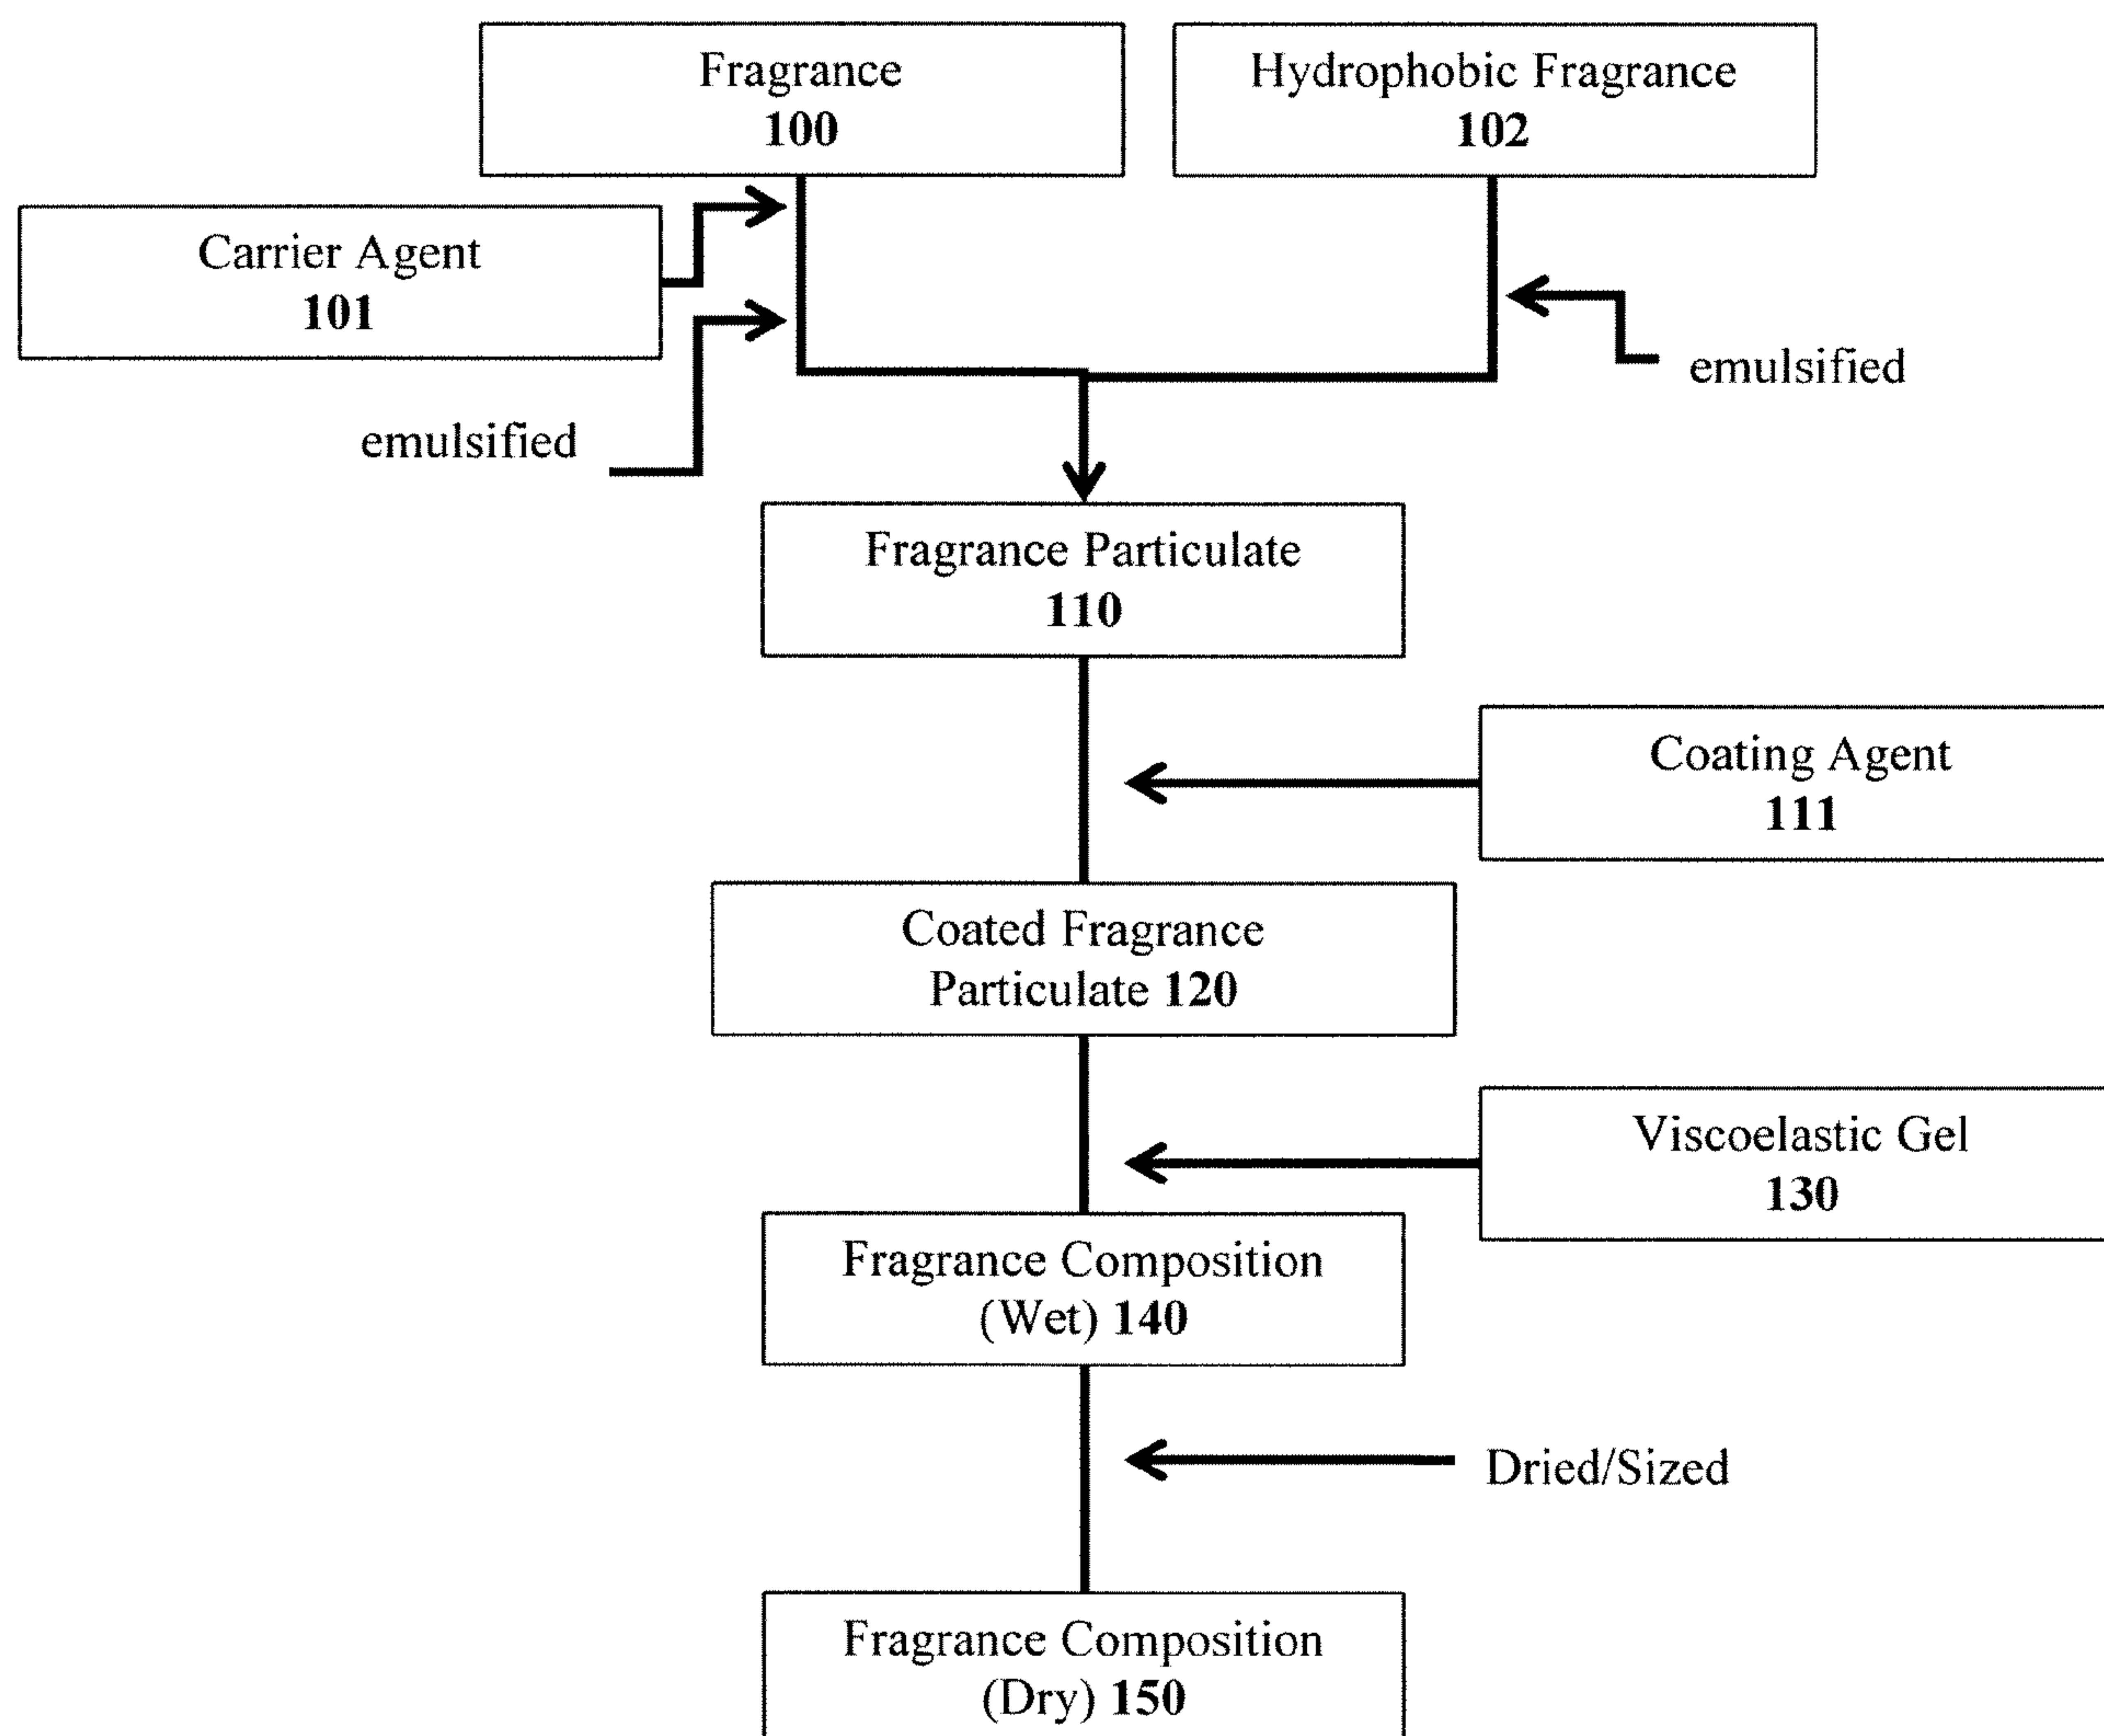 Fragrance
100
Hydrophobic Fragrance
102
Carrier Agent
101
emulsified
emulsified
Fragrance Particulate
110
Coating Agent
111
Coated Fragrance
Particulate 120
Viscoelastic Gel
130
Fragrance Composition
(Wet) 140
Dried/Sized
Fragrance Composition
(Dry) 150